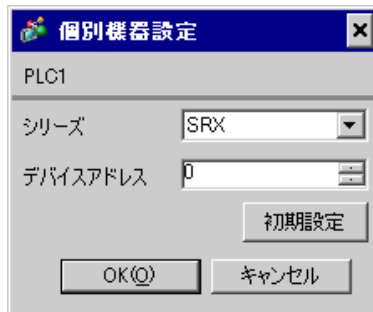 個別機器設定
PLC1
シリーズ SRX
デバイスアドレス 0
初期設定
OK(O) キャンセル